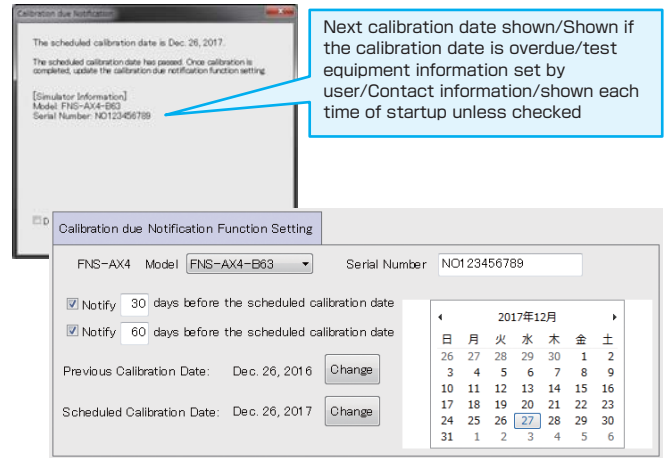 Calibration due Notification
The scheduled calibration date is Dec. 26, 2017.
The scheduled calibration date has passed. Once calibration is
completed, update the calibration due notification function setting.
[Simulator Information]
Model: FNS-AX4-B63
Serial Number: NO123456789
D
Next calibration date shown/Shown if
the calibration date is overdue/test
equipment information set by
user/Contact information/shown each
time of startup unless checked
Calibration due Notification Function Setting
FNS-AX4 Model FNS-AX4-B63 Serial Number NO123456789
Notify 30 days before the scheduled calibration date
Notify 60 days before the scheduled calibration date
Previous Calibration Date: Dec. 26, 2016 Change
Scheduled Calibration Date: Dec. 26, 2017 Change
2017年12月
日 月 火 水 木 金 土
26 27 28 29 30 1 2
3 4 5 6 7 8 9
10 11 12 13 14 15 16
17 18 19 20 21 22 23
24 25 26 27 28 29 30
31 1 2 3 4 5 6